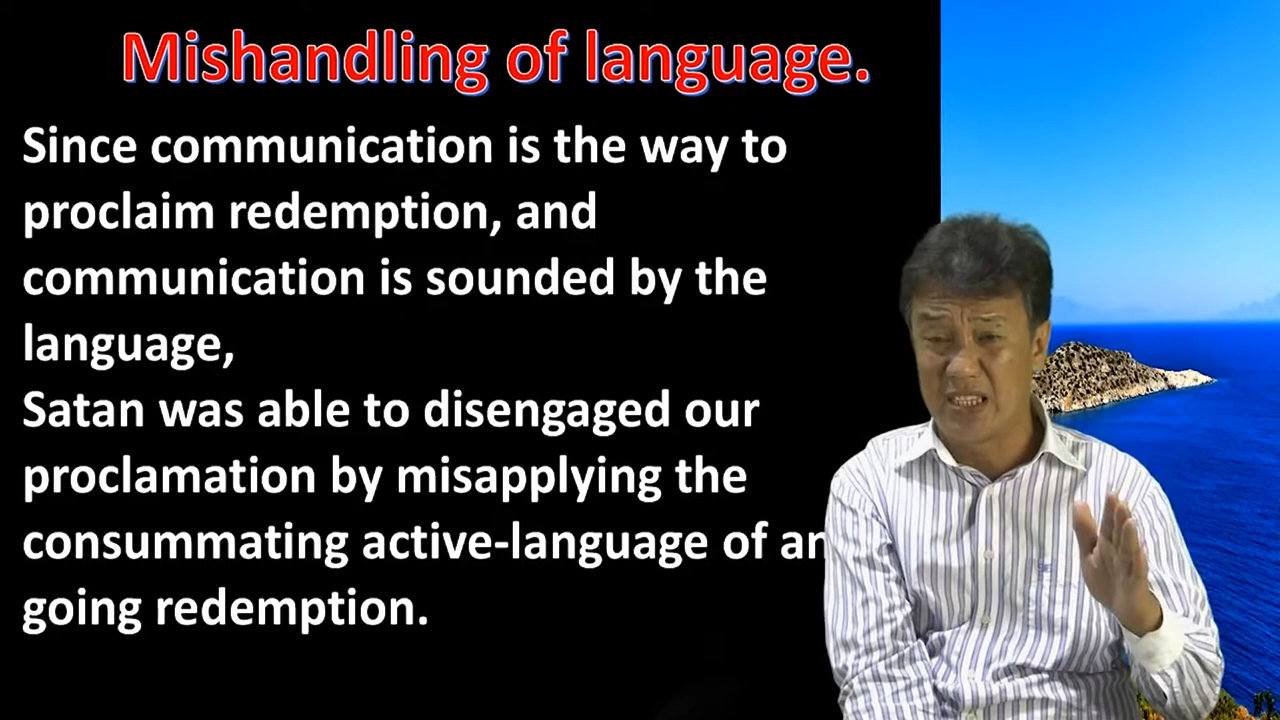 Mishandling of language.
Since communication is the way to
proclaim redemption, and
communication is sounded by the
language,
Satan was able to disengaged our
proclamation by misapplying the
consummating active-language of
going redemption.